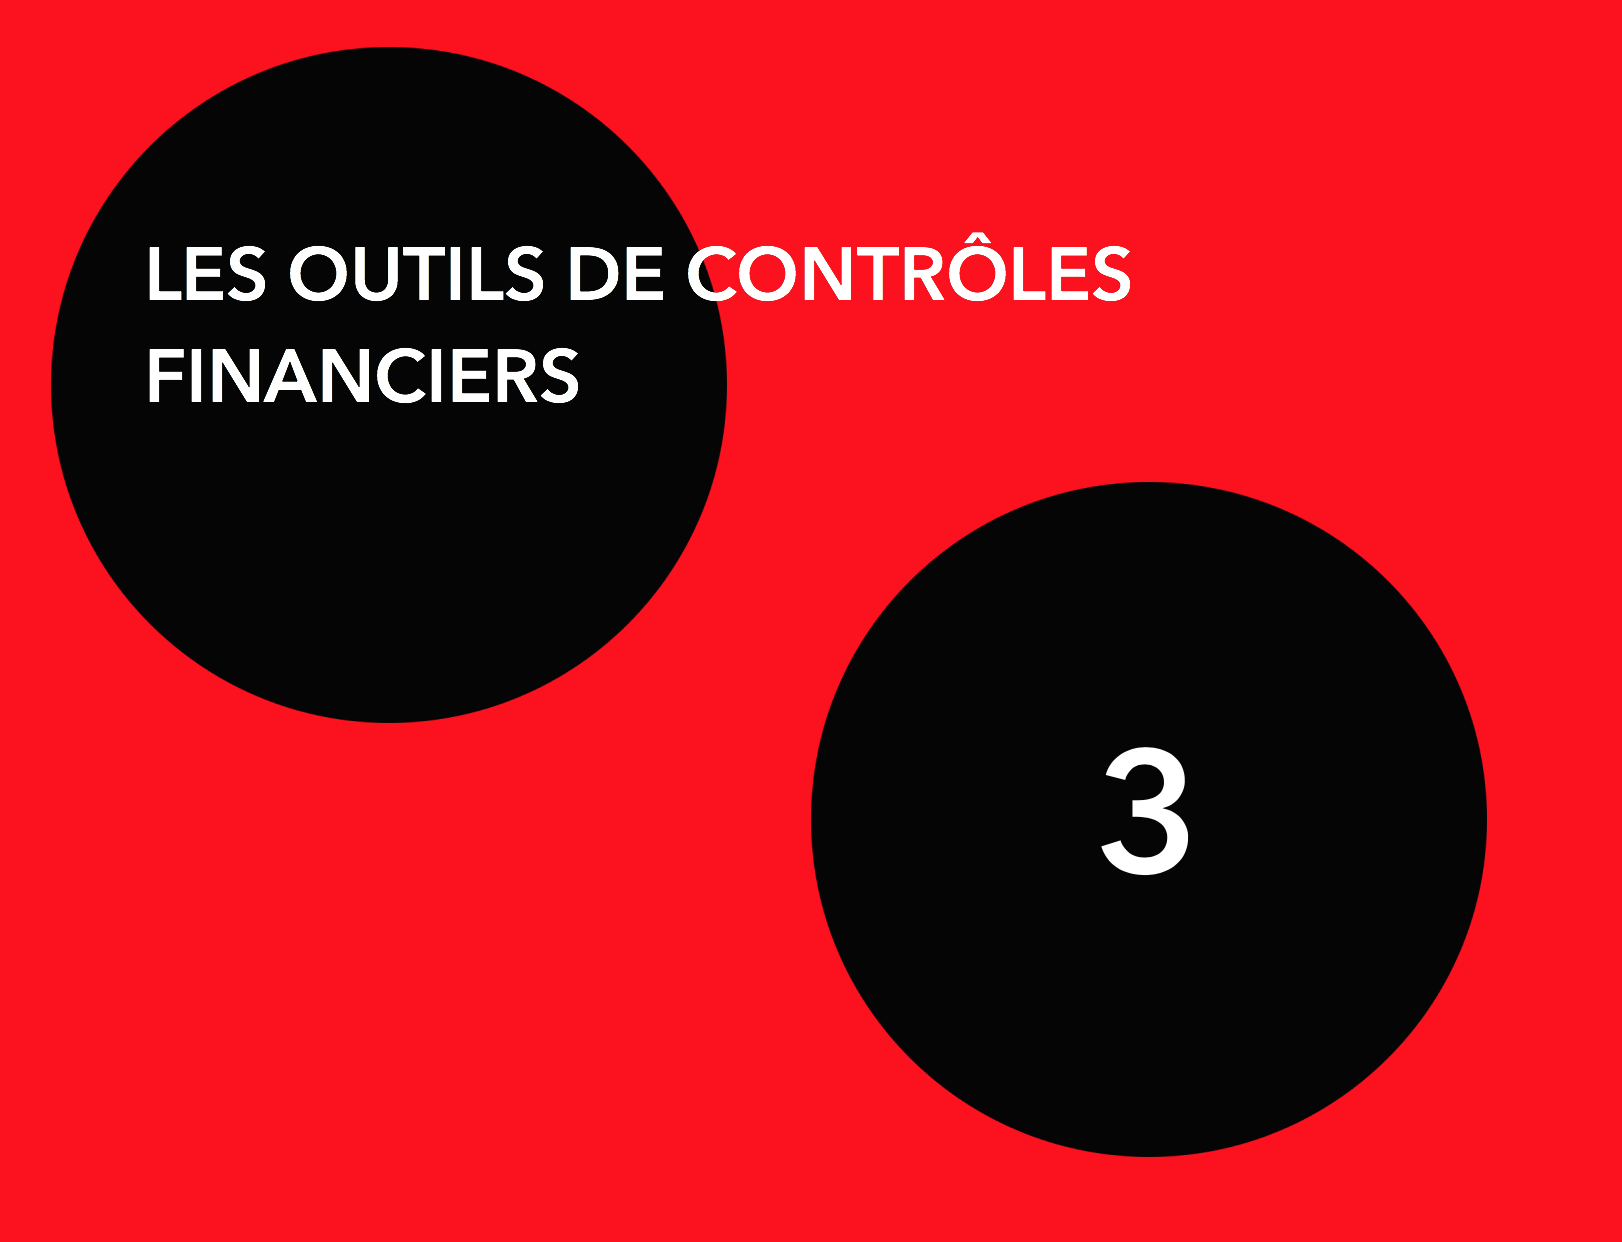 LES OUTILS DE CONTRÔLES
FINANCIERS
3